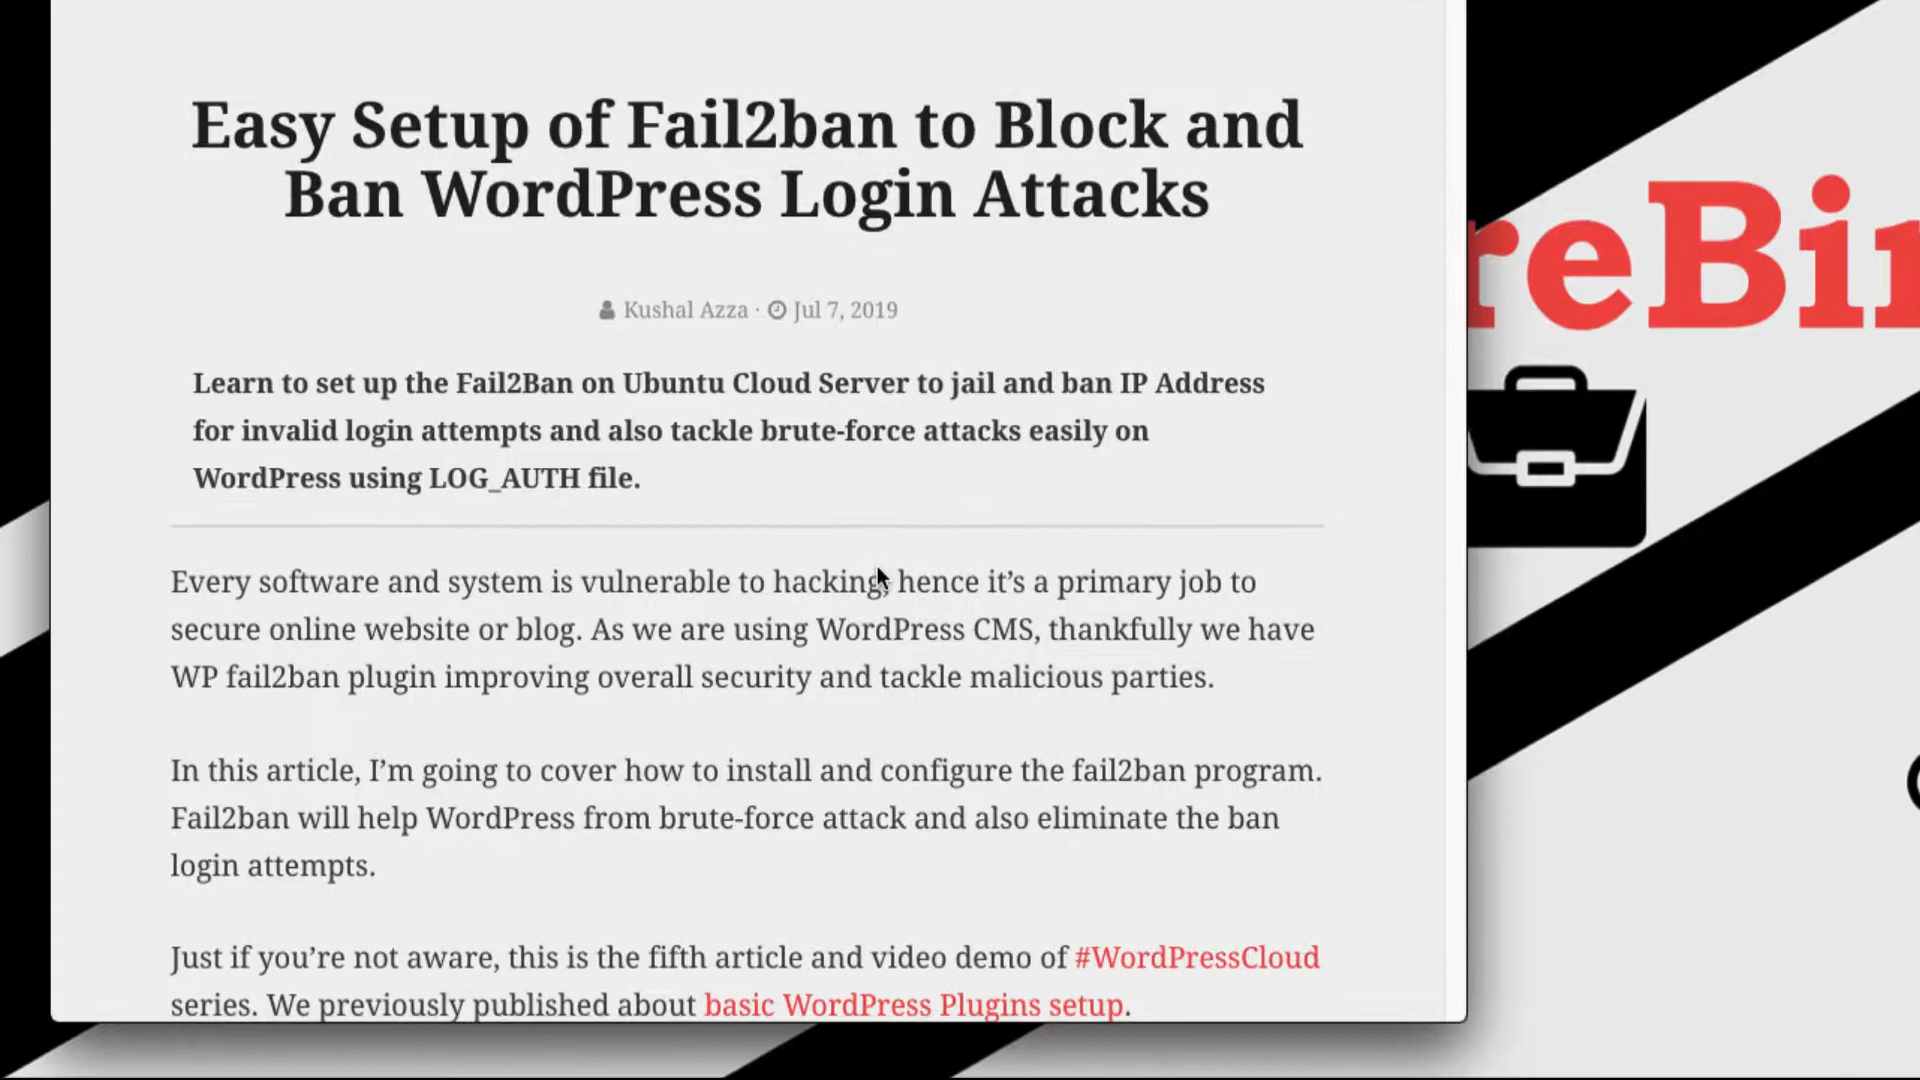 Easy Setup of Fail2ban to Block and
Ban WordPress Login Attacks
Kushal Azza · Jul 7, 2019
Learn to set up the Fail2Ban on Ubuntu Cloud Server to jail and ban IP Address
for invalid login attempts and also tackle brute-force attacks easily on
WordPress using LOG_AUTH file.
reBi
Every software and system is vulnerable to hacking, hence it’s a primary job to
secure online website or blog. As we are using WordPress CMS, thankfully we have
WP fail2ban plugin improving overall security and tackle malicious parties.
In this article, I’m going to cover how to install and configure the fail2ban program.
Fail2ban will help WordPress from brute-force attack and also eliminate the ban
login attempts.
Just if you’re not aware, this is the fifth article and video demo of #WordPressCloud
series. We previously published about basic WordPress Plugins setup.